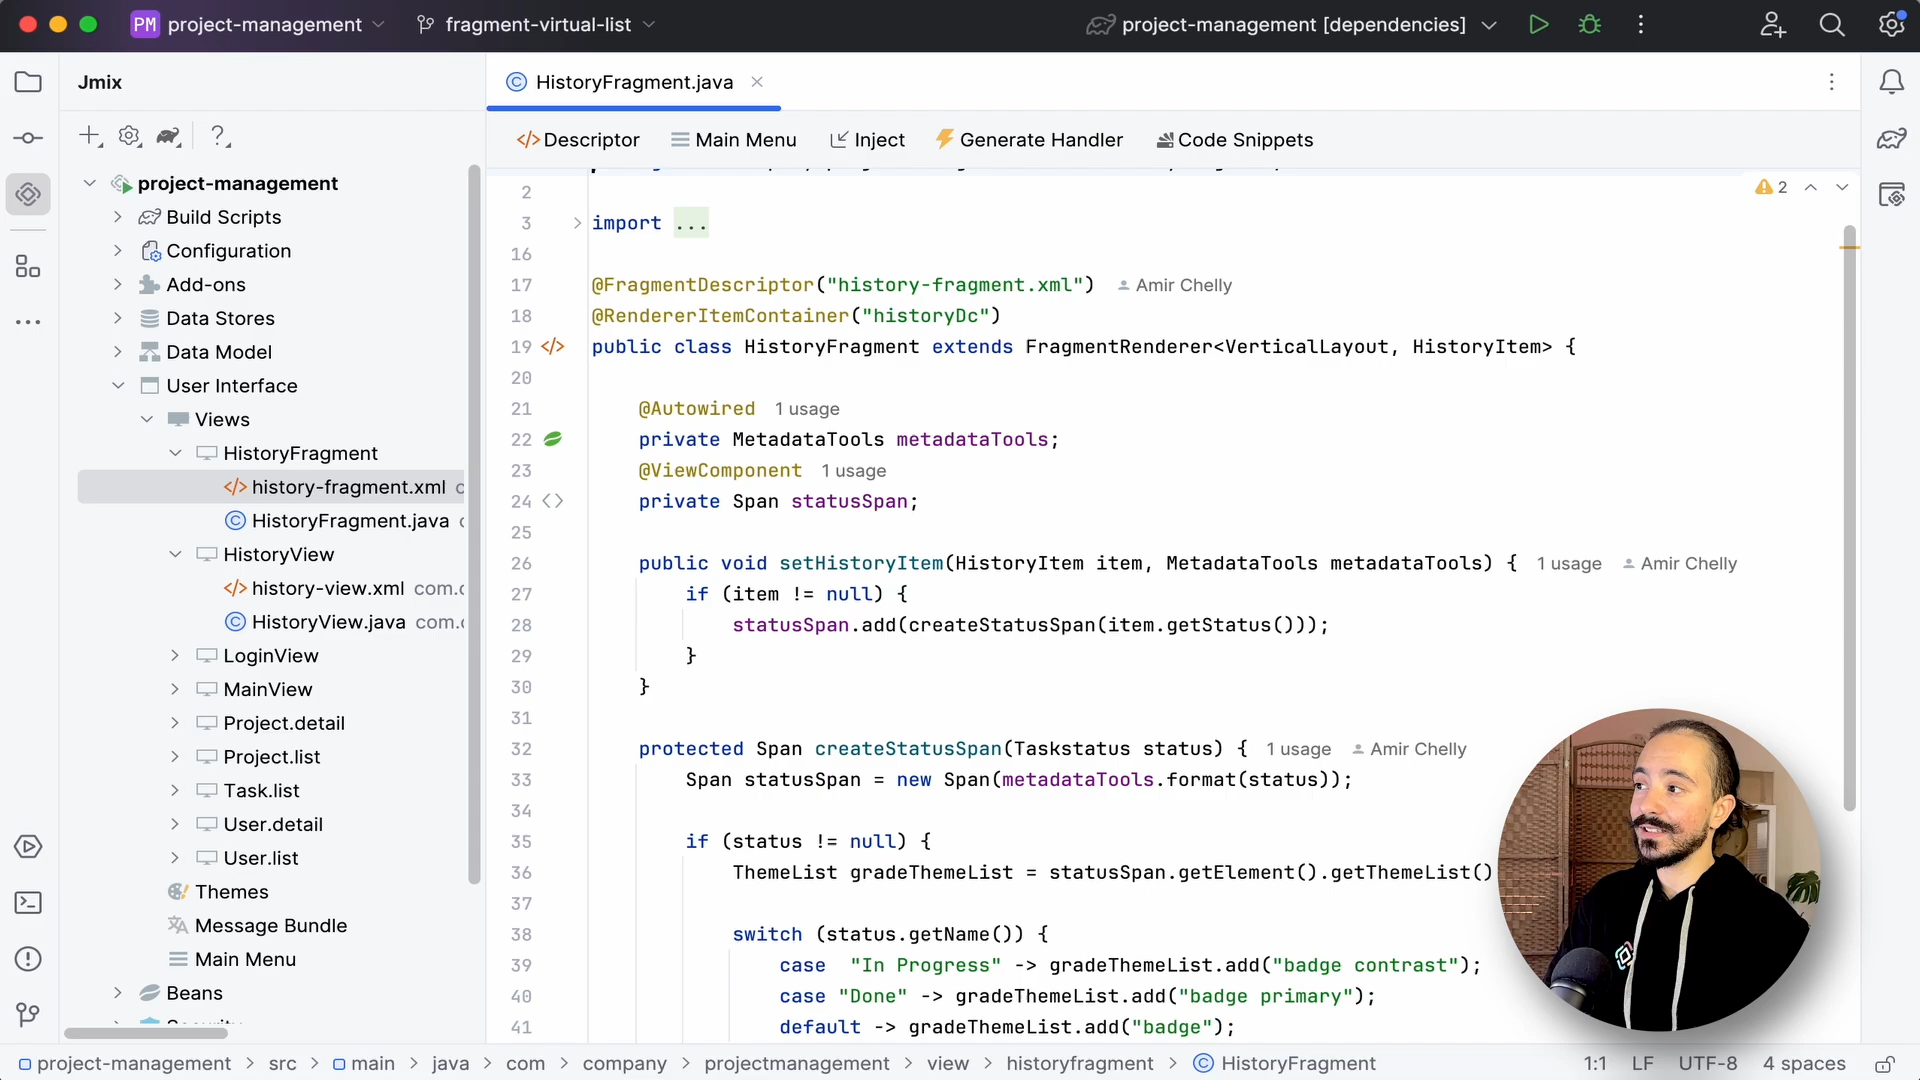 PM project-management
fragment-virtual-list
project-management [dependencies]
Jmix
HistoryFragment.java
Descriptor
Main Menu
Inject
Generate Handler
Code Snippets
project-management
Build Scripts
Configuration
Add-ons
Data Stores
Data Model
User Interface
Views
HistoryFragment
history-fragment.xml
HistoryFragment.java
HistoryView
history-view.xml com.
HistoryView.java com.
LoginView
MainView
Project.detail
Project.list
Task.list
User.detail
User.list
Themes
Message Bundle
Main Menu
Beans
2
2
3 import ...
16
17 @FragmentDescriptor("history-fragment.xml") Amir Chelly
18 @RendererItemContainer("historyDc")
19 public class HistoryFragment extends FragmentRenderer<VerticalLayout, HistoryItem> {
20
21 @Autowired 1 usage
22 private MetadataTools metadataTools;
23 @ViewComponent 1 usage
24 private Span statusSpan;
25
26 public void setHistoryItem(HistoryItem item, MetadataTools metadataTools) { 1 usage Amir Chelly
27 if (item != null) {
28 statusSpan.add(createStatusSpan(item.getStatus()));
29 }
30 }
31
32 protected Span createStatusSpan(Taskstatus status) { 1 usage Amir Chelly
33 Span statusSpan = new Span(metadataTools.format(status));
34
35 if (status != null) {
36 ThemeList gradeThemeList = statusSpan.getElement().getThemeList()
37
38 switch (status.getName()) {
39 case "In Progress" -> gradeThemeList.add("badge contrast");
40 case "Done" -> gradeThemeList.add("badge primary");
41 default -> gradeThemeList.add("badge");
project-management > src > main > java > com > company > projectmanagement > view > historyfragment > HistoryFragment
1:1 LF UTF-8 4 spaces